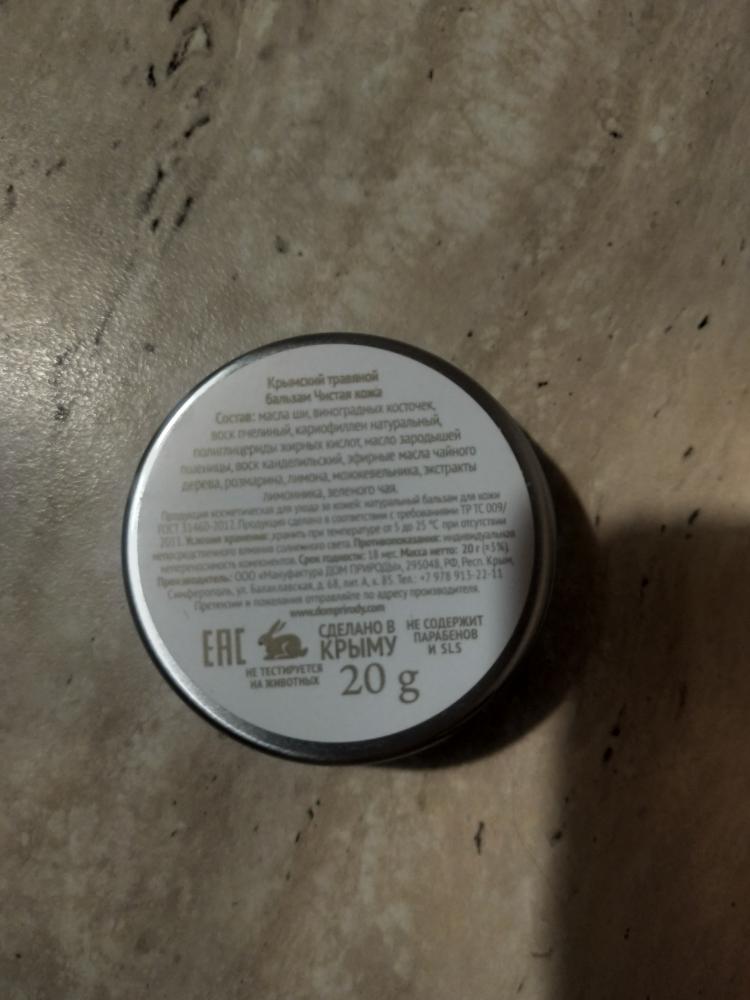 Крымский травяной
бальзам Чистая кожа
Состав: масла ши, виноградных косточек,
воск пчелиный, кариофиллен натуральный,
полиглицериды жирных кислот, масло зародышей
пшеницы, воск канделильский, эфирные масла чайного
дерева, розмарина, лимона, можжевельника, экстракты
лимонника, зеленого чая.
Продукция косметическая для ухода за кожей: натуральный бальзам для кожи
ГОСТ 31460-2012. Продукция сделано в соответствии с требованиями ТР ТС 009/
2011. Условия хранения: хранить при температуре от 5 до 25 °С при отсутствии
непосредственного влияния солнечного света. Противопоказания: индивидуальная
непереносимость компонентов. Срок годности: 18 мес. Масса нетто: 20 г (±3%).
Производитель: ООО «Мануфактура ДОМ ПРИРОДЫ», 295048, РФ, Респ. Крым,
Симферополь, ул. Балаклавская, д. 68, лит. А, к. 85. Тел.: +7 978 913-22-11
Претензии и пожелания отправляйте по адресу производителя.
www.domprirody.com
ЕАС
НЕ ТЕСТИРУЕТСЯ
НА ЖИВОТНЫХ
СДЕЛАНО В
КРЫМУ
20 g
НЕ СОДЕРЖИТ
ПАРАБЕНОВ
И SLS